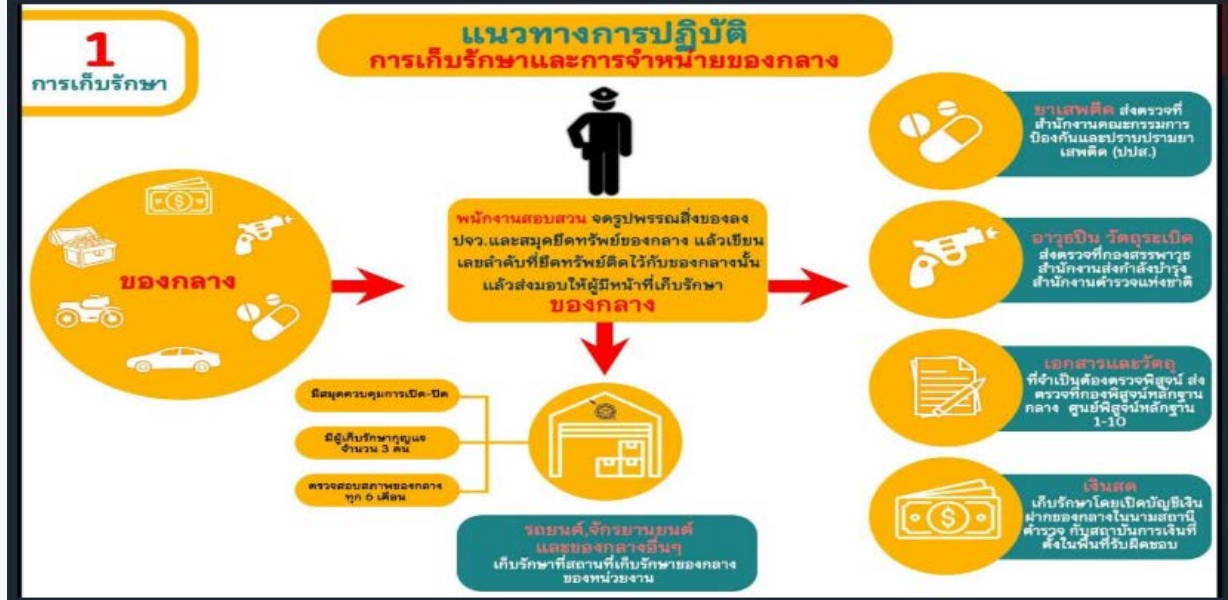 1
การเก็บรักษา
แนวทางการปฏิบัติ
การเก็บรักษาและการจำหน่ายของกลาง
ของกลาง
พนักงานสอบสวน จดรูปพรรณสิ่งของลง
ปจว.และสมุดยึดทรัพย์ของกลาง แล้วเขียน
เลขลำดับที่ยึดทรัพย์ติดไว้กับของกลางนั้น
แล้วส่งมอบให้ผู้มีหน้าที่เก็บรักษา
ของกลาง
มีสมุดควบคุมการเปิด-ปิด
มีผู้เก็บรักษากุญแจ
จำนวน 3 คน
ตรวจสอบสภาพของกลาง
ทุก 6 เดือน
รถยนต์,จักรยานยนต์
และของกลางอื่นๆ
เก็บรักษาที่สถานที่เก็บรักษาของกลาง
ของหน่วยงาน
ยาเสพติด ส่งตรวจที่
สำนักงานคณะกรรมการ
ป้องกันและปราบปรามยา
เสพติด (ปปส.)
อาวุธปืน วัตถุระเบิด
ส่งตรวจที่กองสรรพาวุธ
สำนักงานส่งกำลังบำรุง
สำนักงานตำรวจแห่งชาติ
เอกสารและวัตถุ
ที่จำเป็นต้องตรวจพิสูจน์ ส่ง
ตรวจที่กองพิสูจน์หลักฐาน
กลาง ศูนย์พิสูจน์หลักฐาน
1-10
เงินสด
เก็บรักษาโดยเปิดบัญชีเงิน
ฝากของกลางในนามสถานี
ตำรวจ กับสถาบันการเงินที่
ตั้งในพื้นที่รับผิดชอบ